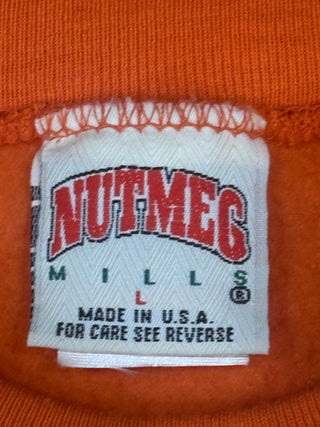 NUTMEG
MILLS
L ®
MADE IN U.S.A.
FOR CARE SEE REVERSE